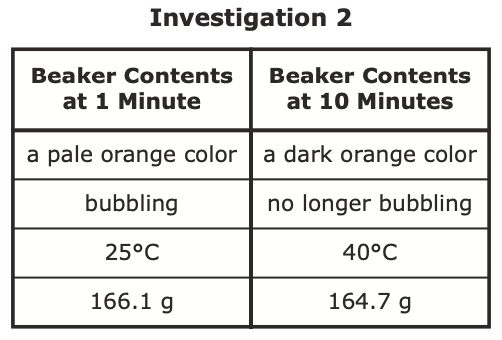 Investigation 2
Beaker Contents
at 1 Minute
Beaker Contents
at 10 Minutes
a pale orange color
a dark orange color
bubbling
no longer bubbling
25°C
40°C
166.1 g
164.7 g